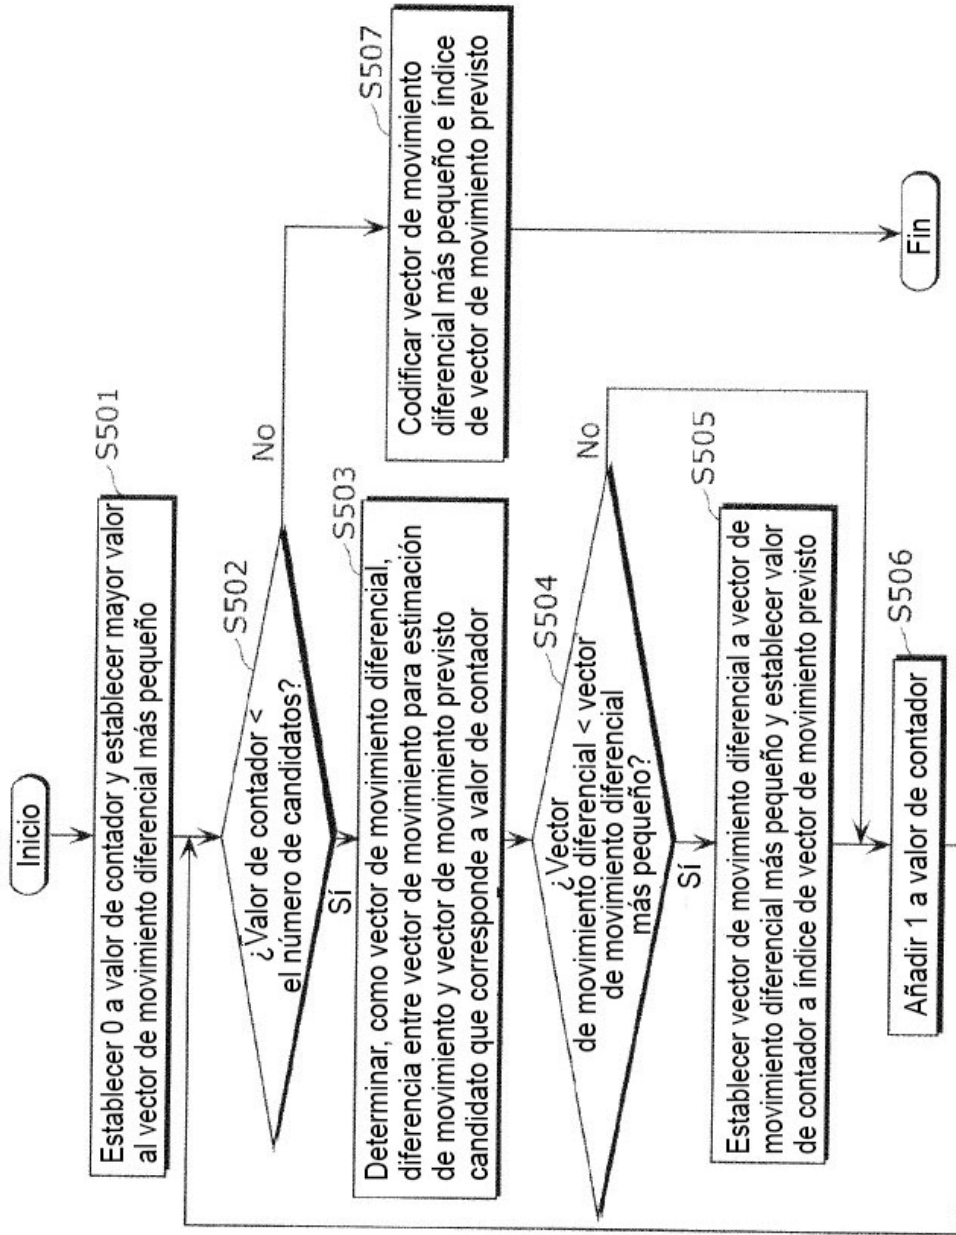 Inicio
S501
Establecer 0 a valor de contador y establecer mayor valor
al vector de movimiento diferencial más pequeño
S502
¿Valor de contador <
el número de candidatos?
No
Sí
S503
Determinar, como vector de movimiento diferencial,
diferencia entre vector de movimiento para estimación
de movimiento y vector de movimiento previsto
candidato que corresponde a valor de contador
S504
¿Vector
de movimiento diferencial < vector
de movimiento diferencial
más pequeño?
No
Sí
S505
Establecer vector de movimiento diferencial a vector de
movimiento diferencial más pequeño y establecer valor
de contador a índice de vector de movimiento previsto
S506
Añadir 1 a valor de contador
S507
Codificar vector de movimiento
diferencial más pequeño e índice
de vector de movimiento previsto
Fin